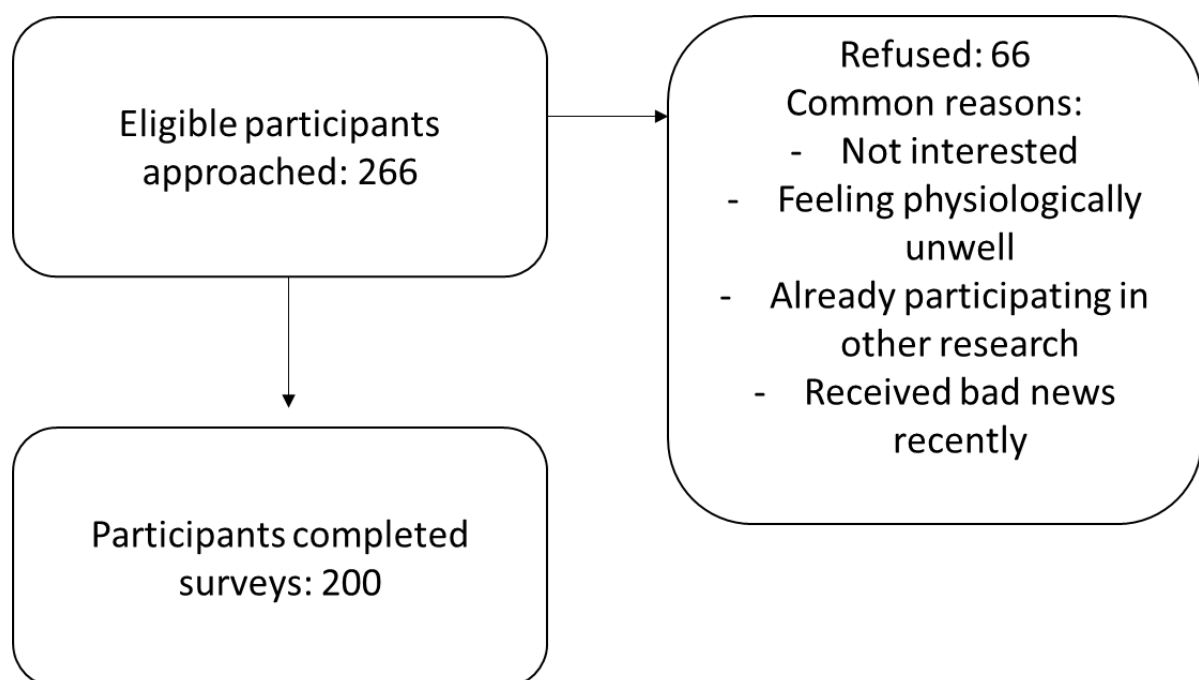 Eligible participants
approached: 266
Refused: 66
Common reasons:
- Not interested
- Feeling physiologically
unwell
- Already participating in
other research
- Received bad news
recently
Participants completed
surveys: 200